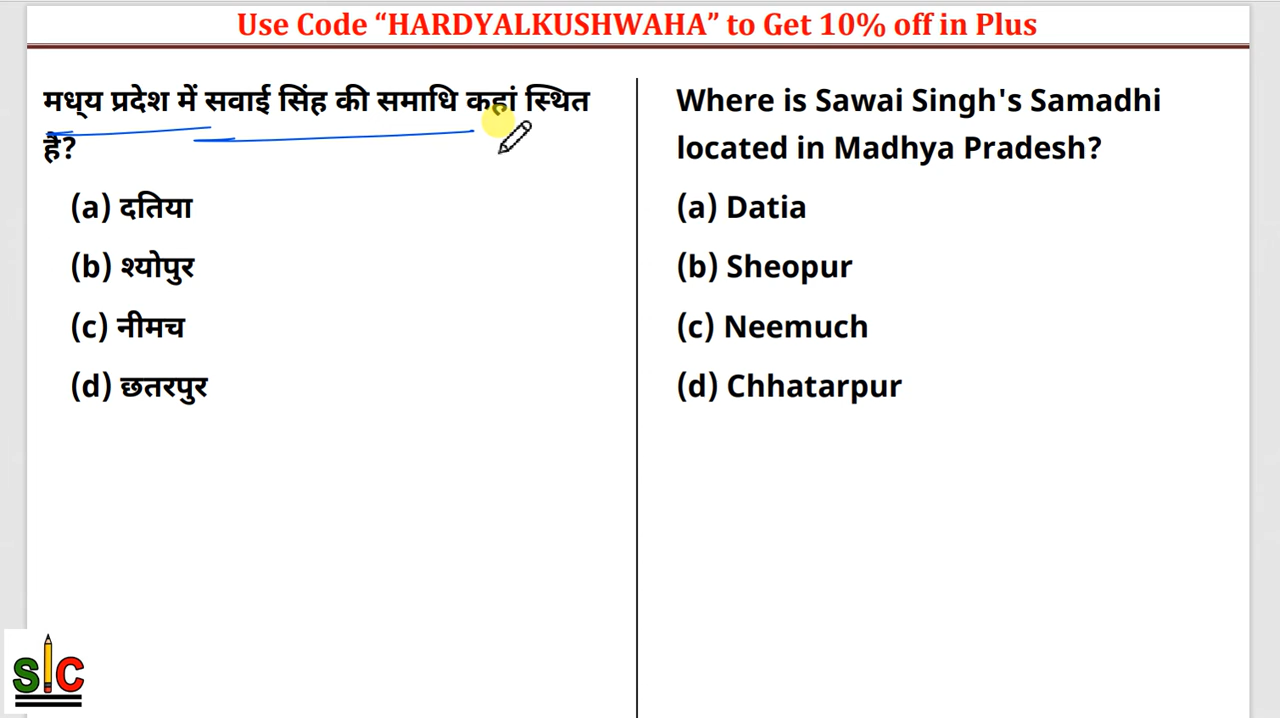 Use Code “HARDYALKUSHWAHA” to Get 10% off in Plus
मध्य प्रदेश में सवाई सिंह की समाधि कहां स्थित
है?
(a) दतिया
(b) श्योपुर
(c) नीमच
(d) छतरपुर
Where is Sawai Singh's Samadhi
located in Madhya Pradesh?
(a) Datia
(b) Sheopur
(c) Neemuch
(d) Chhatarpur
SIC